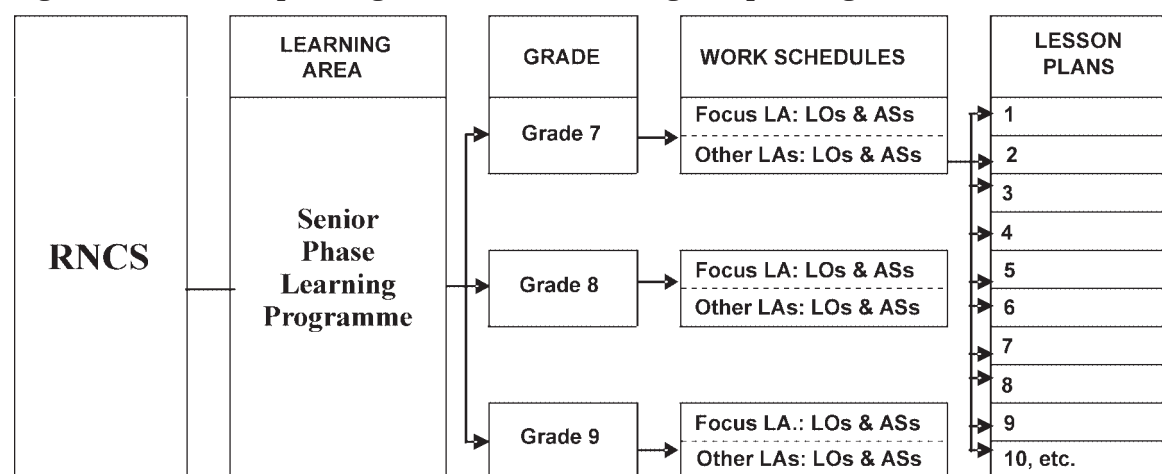 RNCS
LEARNING
AREA
Senior
Phase
Learning
Programme
GRADE
Grade 7
Grade 8
Grade 9
WORK SCHEDULES
Focus LA: LOs & ASs
Other LAs: LOs & ASs
Focus LA: LOs & ASs
Other LAs: LOs & ASs
Focus LA.: LOs & ASs
Other LAs: LOs & ASs
LESSON
PLANS
1
2
3
4
5
6
7
8
9
10, etc.